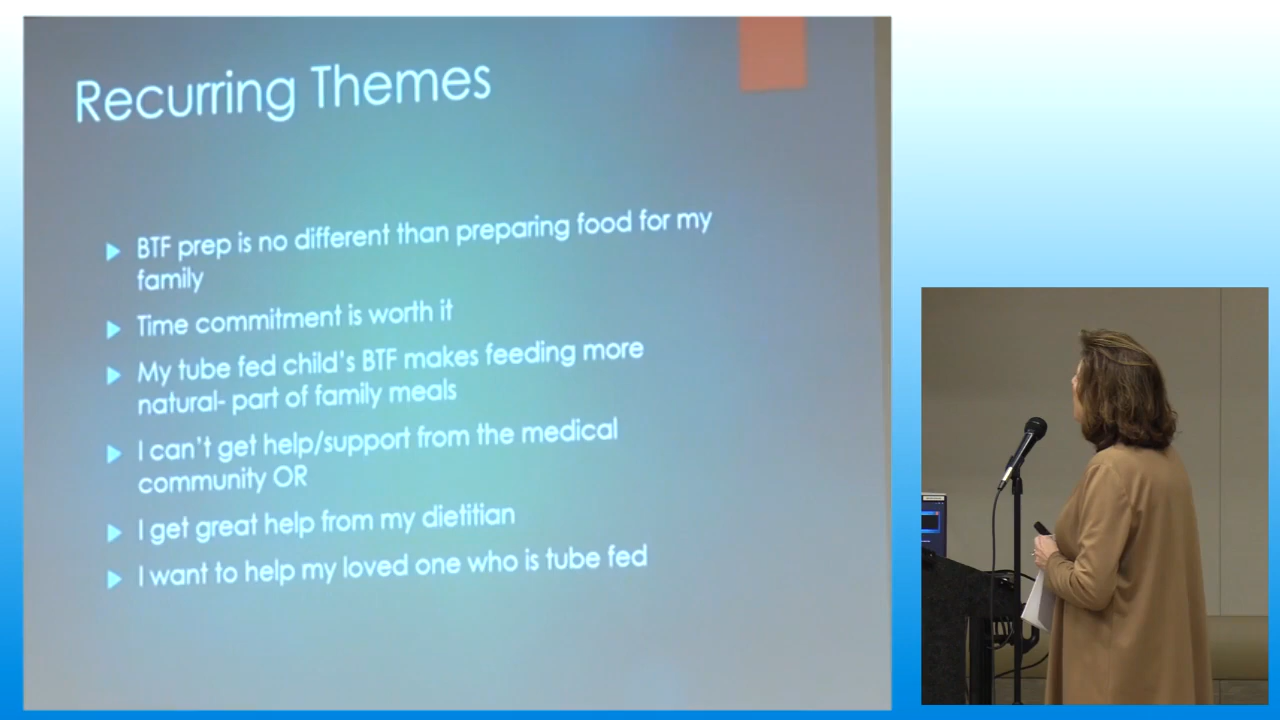 Recurring Themes
BTF prep is no different than preparing food for my
family
Time commitment is worth it
My tube fed child's BTF makes feeding more
natural- part of family meals
I can't get help/support from the medical
community OR
I get great help from my dietitian
I want to help my loved one who is tube fed